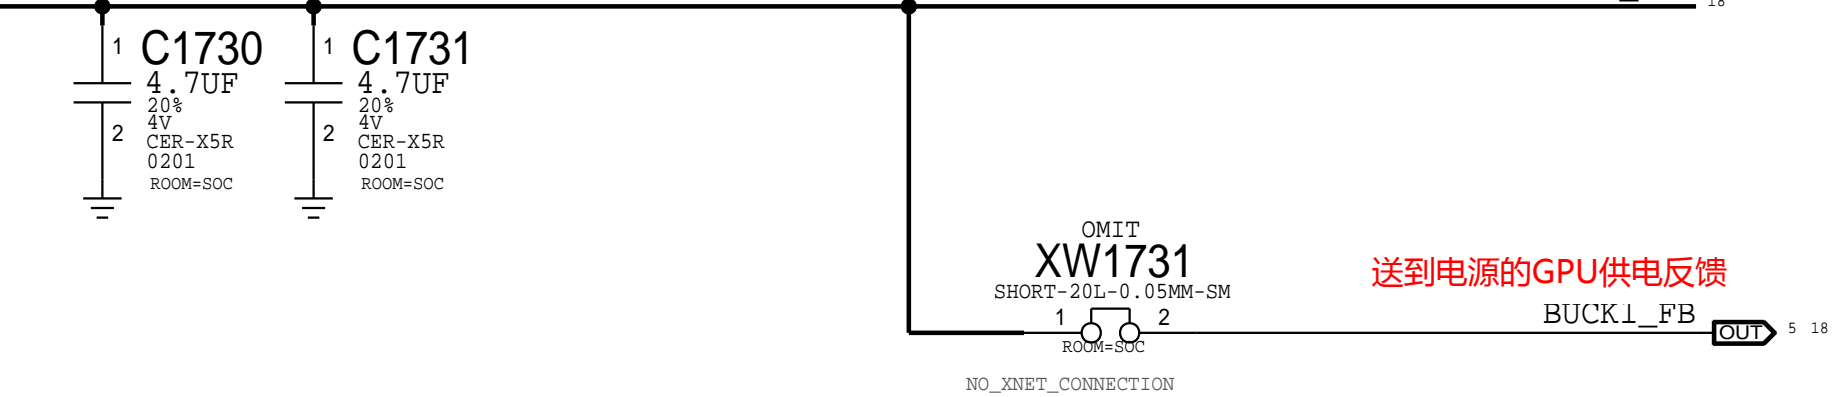 18
1 C1730
4.7UF
20%
4V
2
CER-X5R
0201
ROOM=SOC
1 C1731
4.7UF
20%
4V
2
CER-X5R
0201
ROOM=SOC
OMIT
XW1731
SHORT-20L-0.05MM-SM
1 2
ROOM=SOC
NO_XNET_CONNECTION
送到电源的GPU供电反馈
BUCK1_FB
OUT 5 18